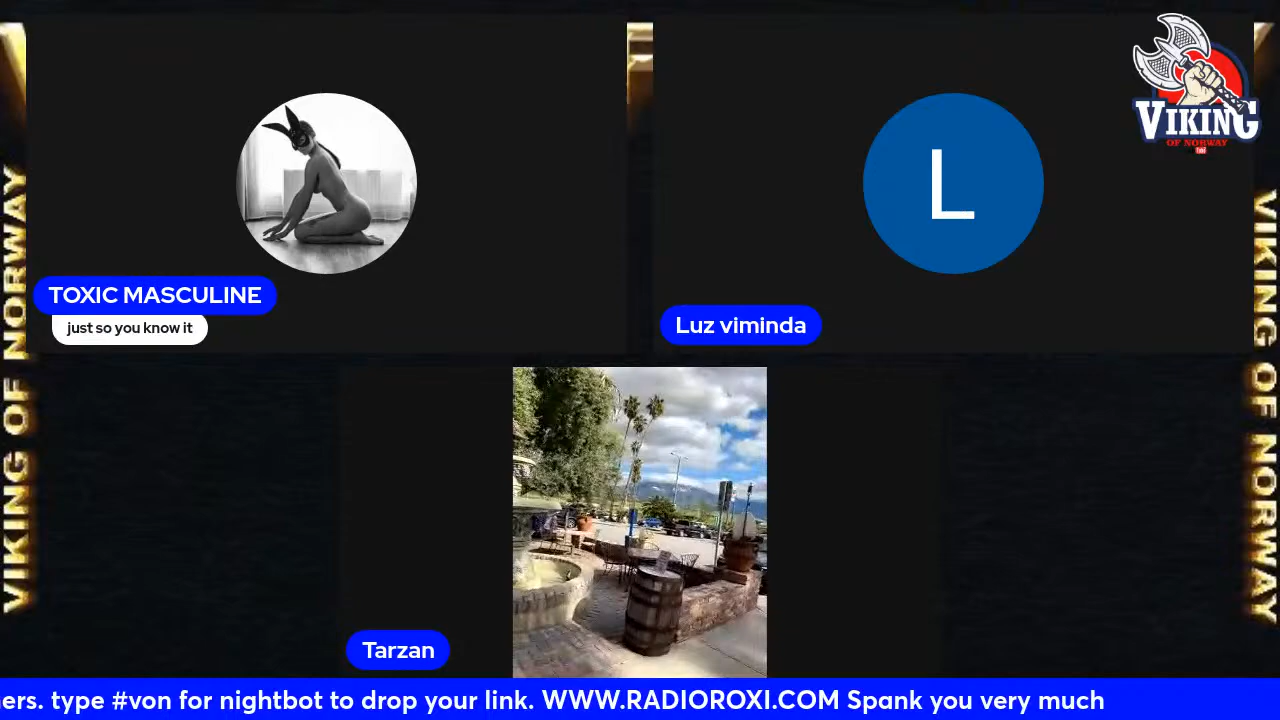 VIKING
OF NORWAY
L
VIKING OF NORWAY
VIKING OF NORWAY
TOXIC MASCULINE
just so you know it
Luz viminda
Tarzan
ers. type #von for nightbot to drop your link. WWW.RADIOROXI.COM Spank you very much